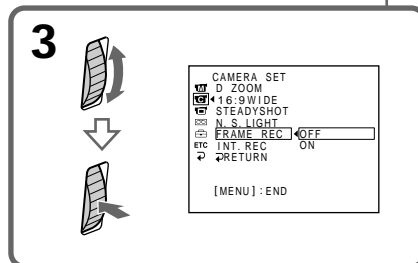 3
CAMERA SET
D ZOOM
16:9WIDE
STEADYSHOT
N. S. LIGHT
FRAME REC OFF
ETC INT. REC ON
RETURN
[MENU] : END